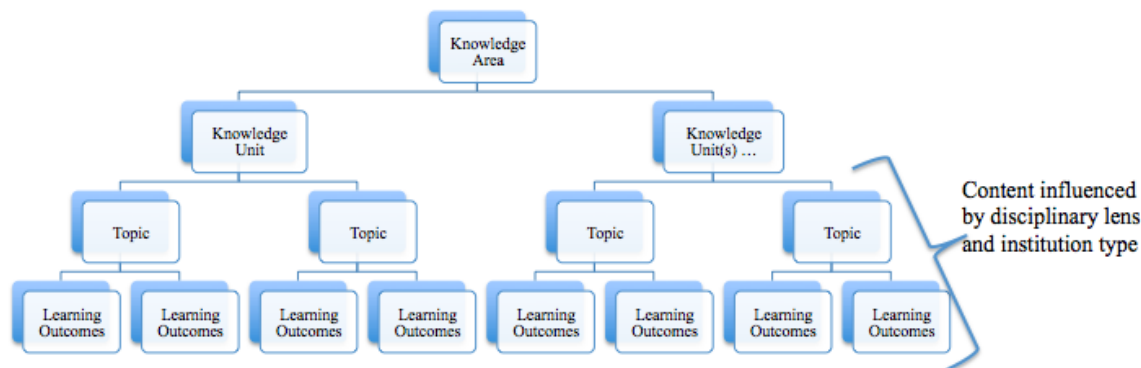 Knowledge
Area
Knowledge
Unit
Knowledge
Unit(s) ...
Topic
Topic
Topic
Topic
Content influenced
by disciplinary lens
and institution type
Learning
Outcomes
Learning
Outcomes
Learning
Outcomes
Learning
Outcomes
Learning
Outcomes
Learning
Outcomes
Learning
Outcomes
Learning
Outcomes